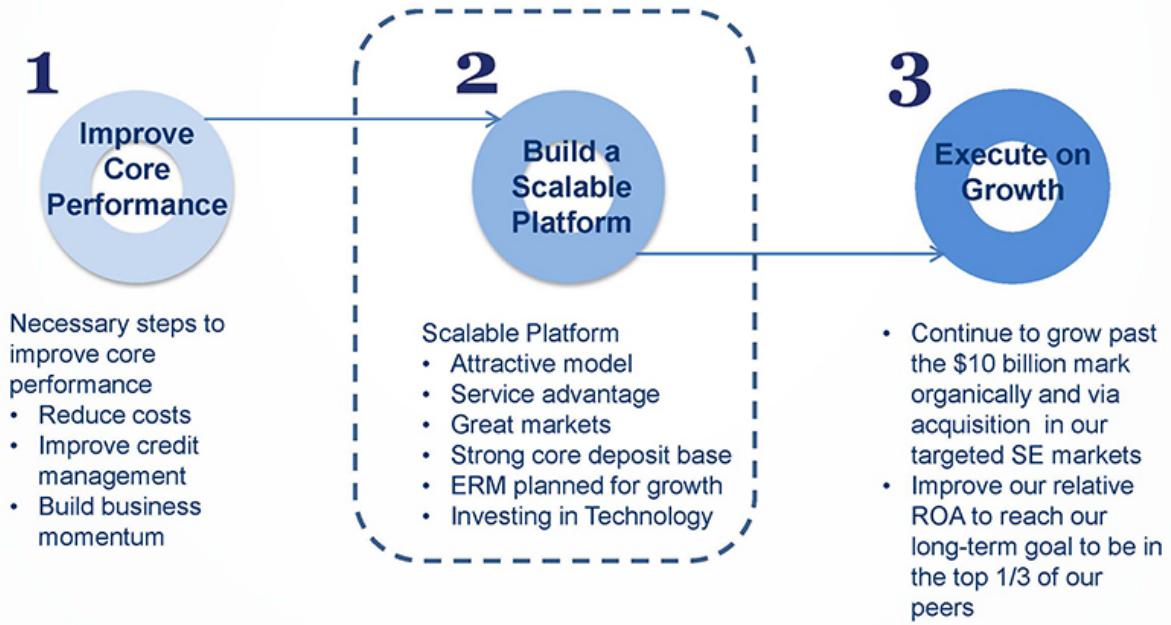 1
Improve
Core
Performance
Necessary steps to
improve core
performance
• Reduce costs
• Improve credit
management
• Build business
momentum
2
Build a
Scalable
Platform
Scalable Platform
• Attractive model
• Service advantage
• Great markets
• Strong core deposit base
• ERM planned for growth
• Investing in Technology
3
Execute on
Growth
• Continue to grow past
the $10 billion mark
organically and via
acquisition in our
targeted SE markets
• Improve our relative
ROA to reach our
long-term goal to be in
the top 1/3 of our
peers